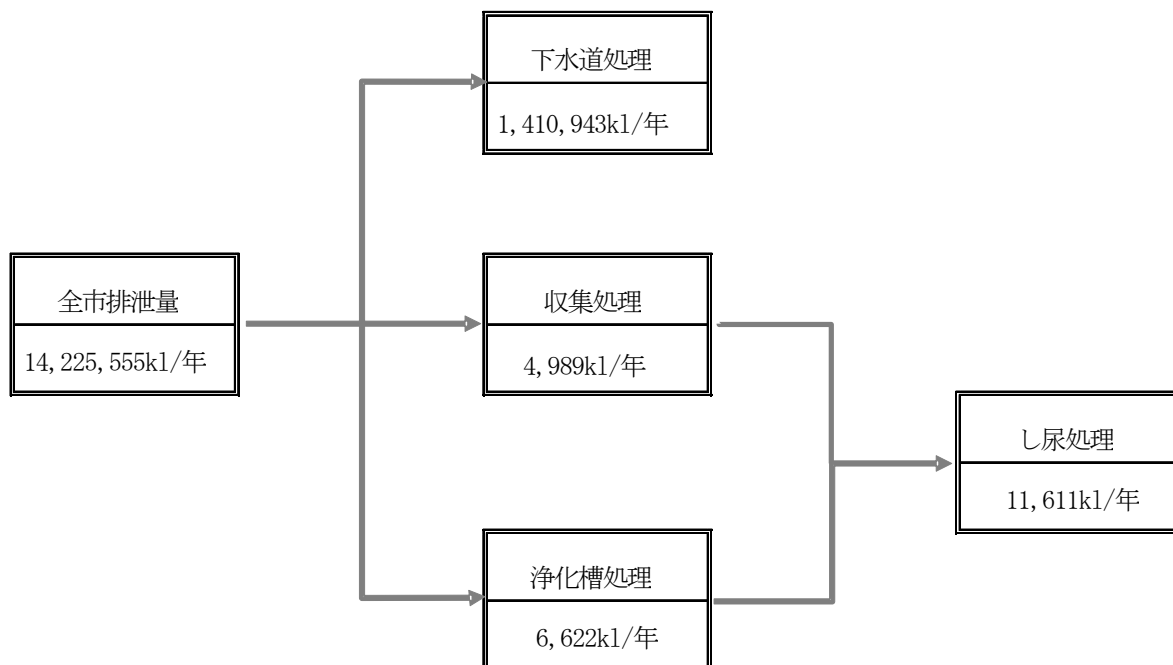 下水道処理
1,410,943kl/年
全市排泄量
14,225,555kl/年
収集処理
4,989kl/年
し尿処理
11,611kl/年
浄化槽処理
6,622kl/年